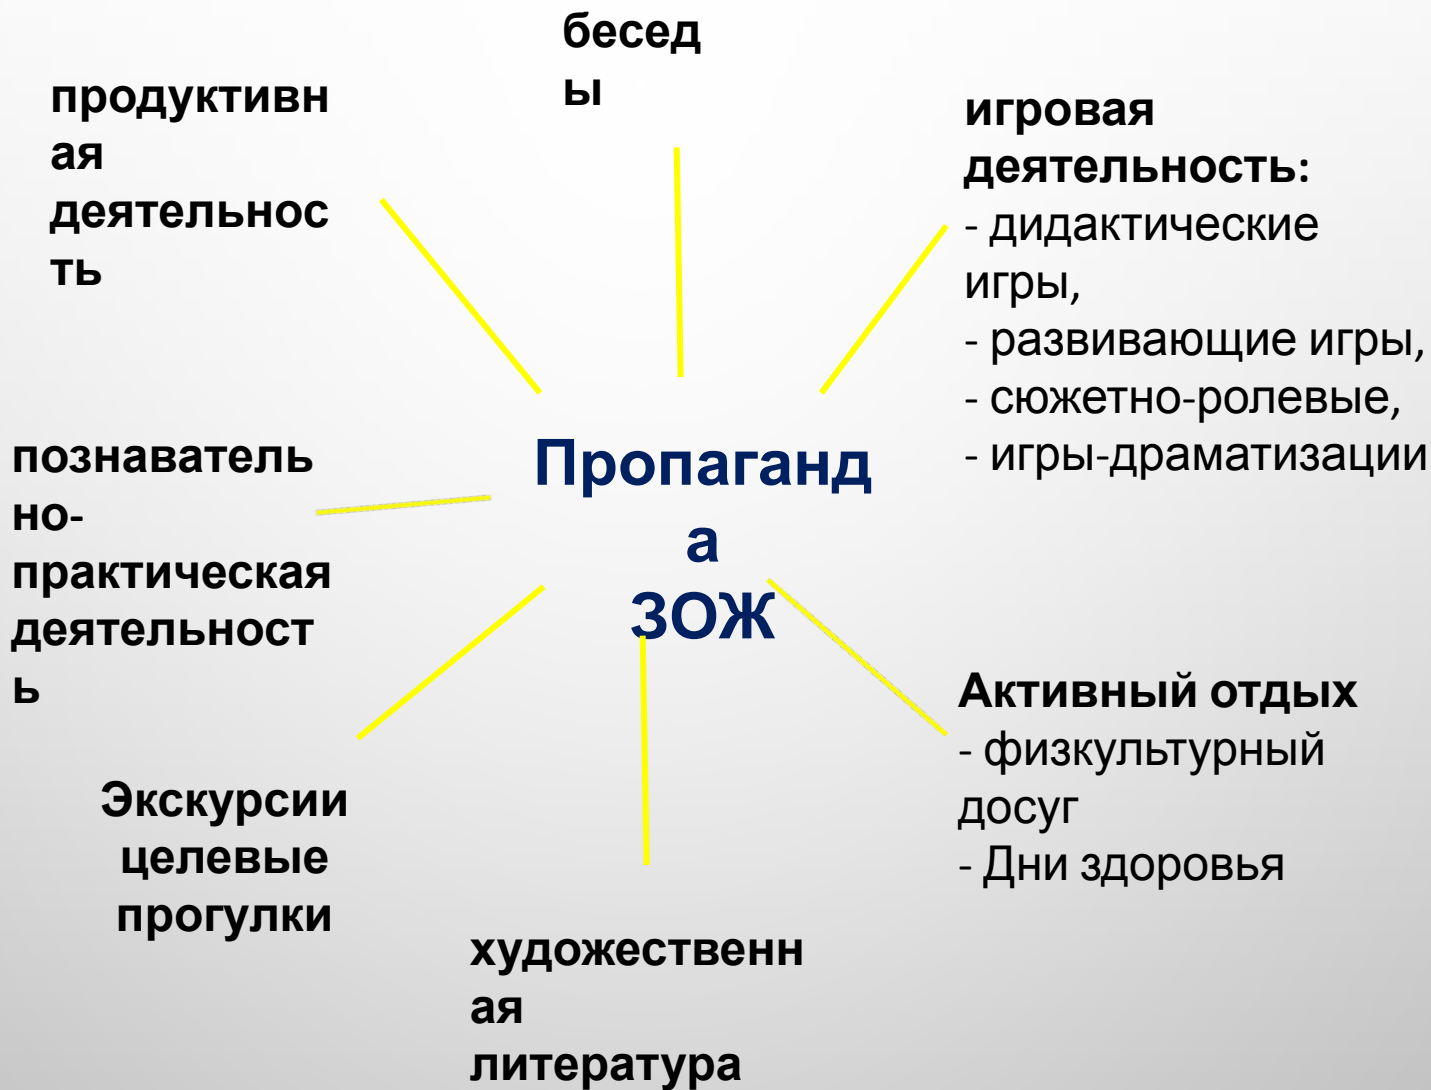 бесед
ы
продуктивн
ая
деятельнос
ть
игровая
деятельность:
- дидактические
игры,
- развивающие игры,
- сюжетно-ролевые,
- игры-драматизации
познаватель
но-
практическая
деятельност
ь
Пропаганд
а
ЗОЖ
Активный отдых
- физкультурный
досуг
- Дни здоровья
Экскурсии
целевые
прогулки
художественн
ая
литература